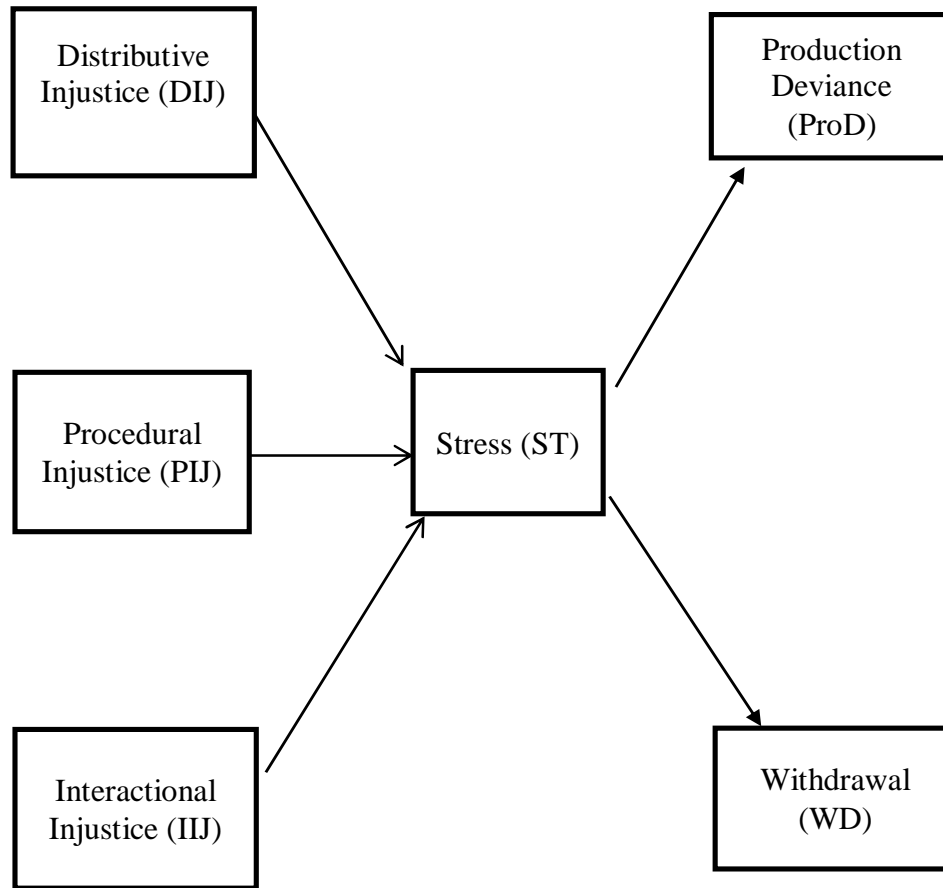 Distributive
Injustice (DIJ)
Production
Deviance
(ProD)
Procedural
Injustice (PIJ)
Stress (ST)
Interactional
Injustice (IIJ)
Withdrawal
(WD)